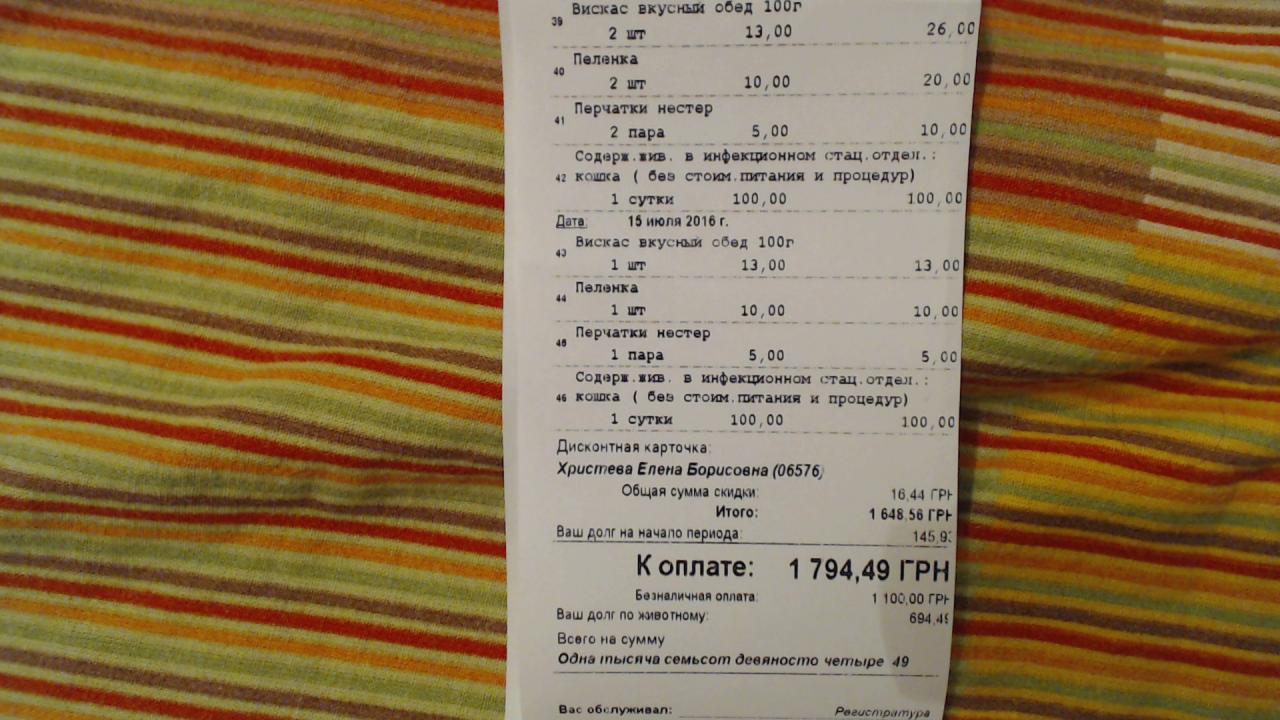 39 Вискас вкусный обед 100г
2 шт 13,00 26,00
40 Пеленка
2 шт 10,00 20,00
41 Перчатки нестер
2 пара 5,00 10,00
Содерж.жив. в инфекционном стац.отдел.:
42 кошка ( без стоим.питания и процедур)
1 сутки 100,00 100,00
Дата: 15 июля 2016 г.
43 Вискас вкусный обед 100г
1 шт 13,00 13,00
44 Пеленка
1 шт 10,00 10,00
45 Перчатки нестер
1 пара 5,00 5,00
Содерж.жив. в инфекционном стац.отдел.:
46 кошка ( без стоим.питания и процедур)
1 сутки 100,00 100,00
Дисконтная карточка:
Христева Елена Борисовна (06576)
Общая сумма скидки: 16,44 ГРН
Итого: 1 648,56 ГРН
Ваш долг на начало периода: 145,93
К оплате: 1 794,49 ГРН
Безналичная оплата: 1 100,00 ГРН
Ваш долг по животному: 694,49
Всего на сумму
Одна тысяча семьсот девяносто четыре 49
Вас обслуживал: Регистратура